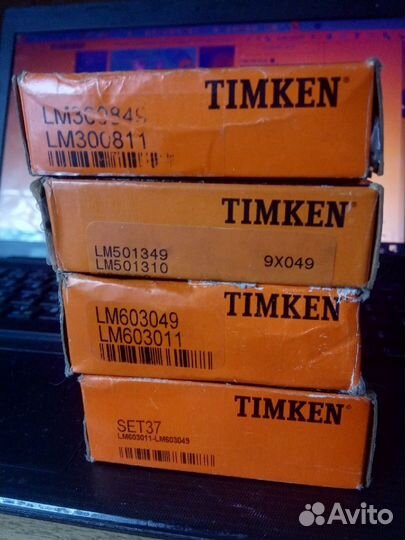 TIMKEN
LM300849
LM300811
TIMKEN
LM501349
LM501310
9X049
TIMKEN
LM603049
LM603011
TIMKEN
SET37
LM603011-LM603049
Avito